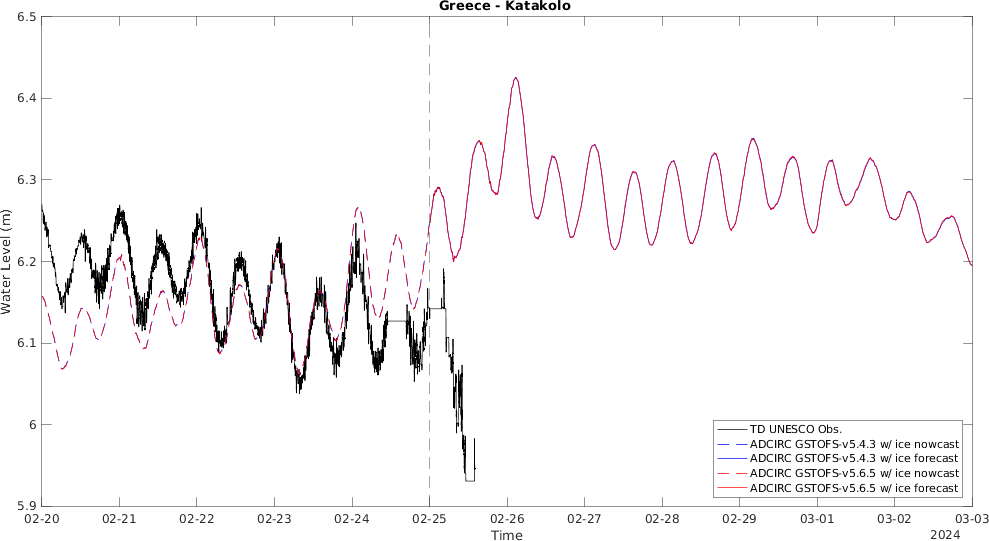 Greece - Katakolo
6.5
6.4
6.3
6.2
6.1
6
5.9
Water Level (m)
TD UNESCO Obs.
ADCIRC GSTOFS-v5.4.3 w/ ice nowcast
ADCIRC GSTOFS-v5.4.3 w/ ice forecast
ADCIRC GSTOFS-v5.6.5 w/ ice nowcast
ADCIRC GSTOFS-v5.6.5 w/ ice forecast
02-20 02-21 02-22 02-23 02-24 02-25 02-26 02-27 02-28 02-29 03-01 03-02 03-03
Time
2024